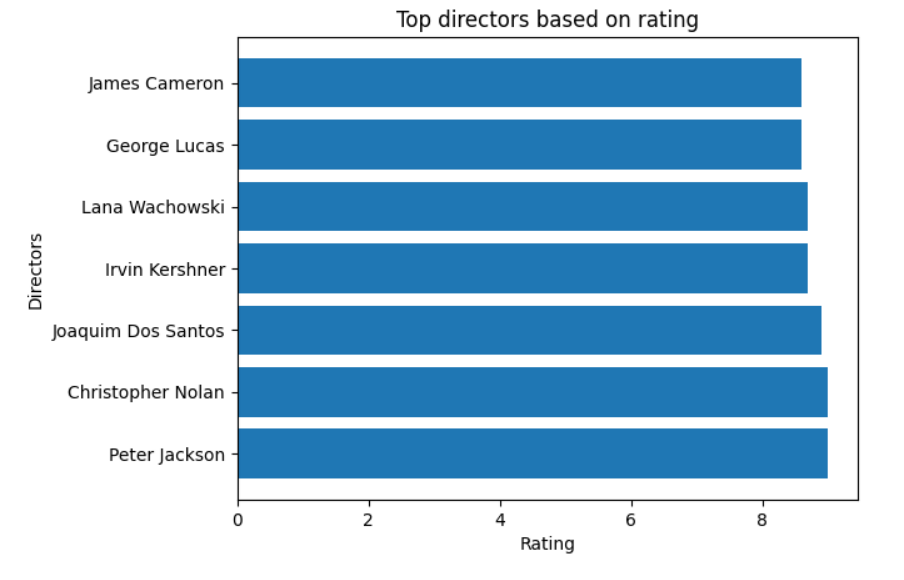 Top directors based on rating
James Cameron
George Lucas
Lana Wachowski
Irvin Kershner
Joaquim Dos Santos
Christopher Nolan
Peter Jackson
Directors
0 2 4 6 8
Rating